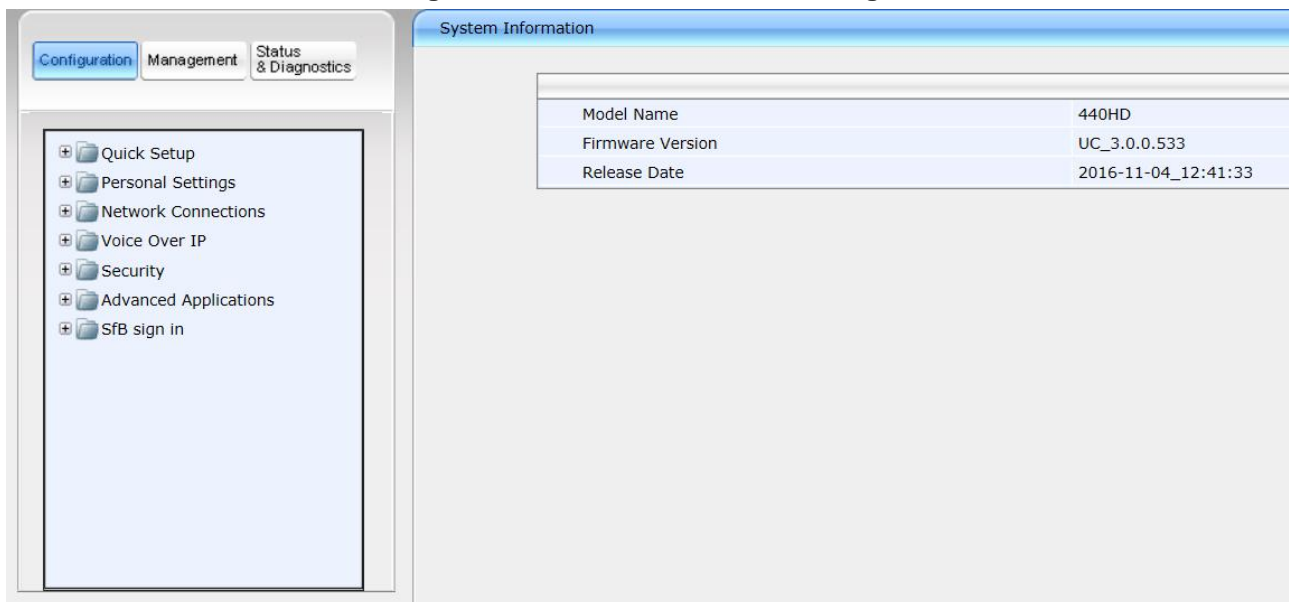 System Information
Configuration Management Status & Diagnostics
Model Name 440HD
Firmware Version UC_3.0.0.533
Release Date 2016-11-04_12:41:33
Quick Setup
Personal Settings
Network Connections
Voice Over IP
Security
Advanced Applications
SfB sign in